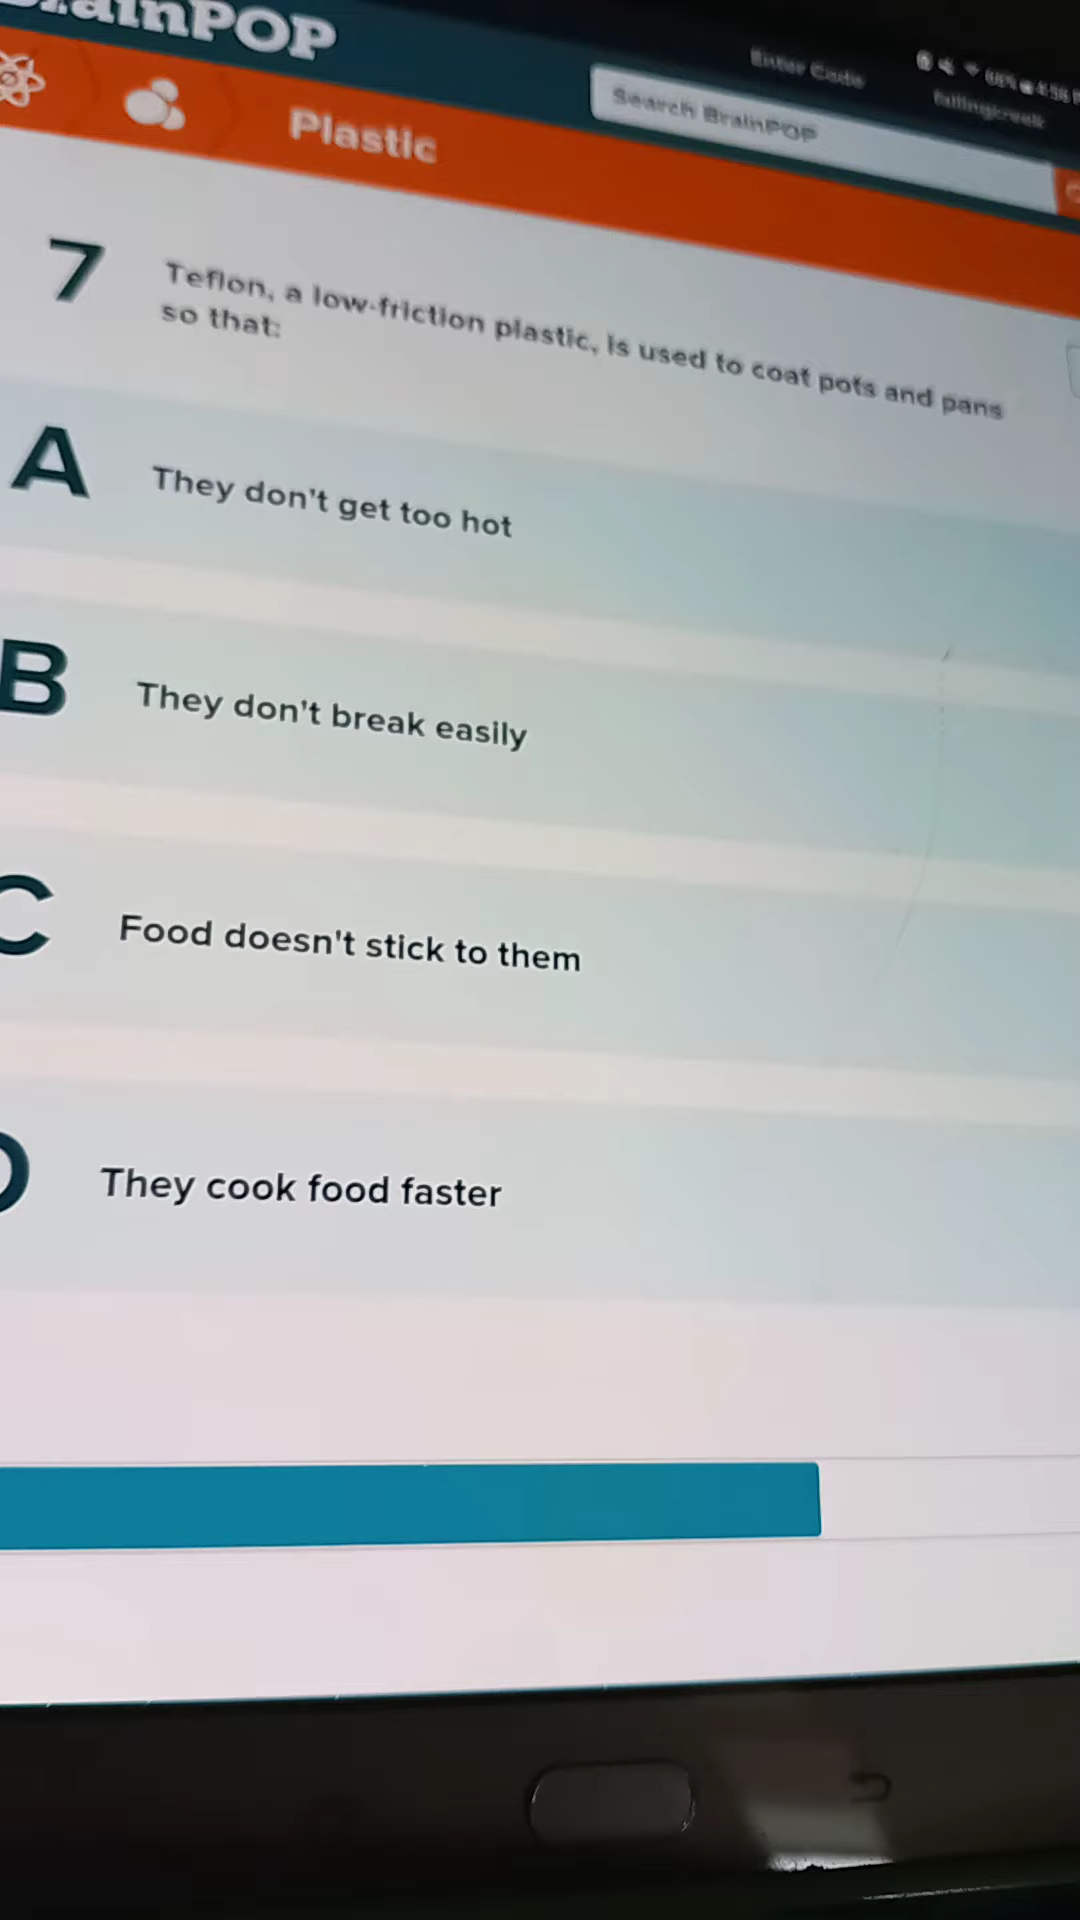 BrainPOP
Enter Code
Search BrainPOP
Plastic
7
Teflon, a low-friction plastic, is used to coat pots and pans
so that:
A
They don't get too hot
B
They don't break easily
C
Food doesn't stick to them
D
They cook food faster